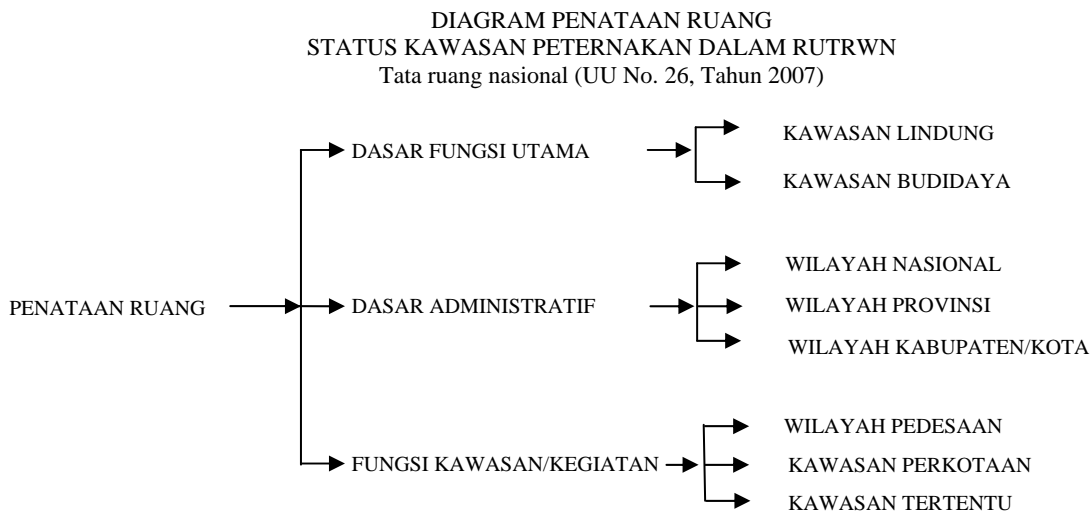 DIAGRAM PENATAAN RUANG
STATUS KAWASAN PETERNAKAN DALAM RUTRWN
Tata ruang nasional (UU No. 26, Tahun 2007)
KAWASAN LINDUNG
DASAR FUNGSI UTAMA
KAWASAN BUDIDAYA
WILAYAH NASIONAL
PENATAAN RUANG
DASAR ADMINISTRATIF
WILAYAH PROVINSI
WILAYAH KABUPATEN/KOTA
WILAYAH PEDESAAN
FUNGSI KAWASAN/KEGIATAN
KAWASAN PERKOTAAN
KAWASAN TERTENTU